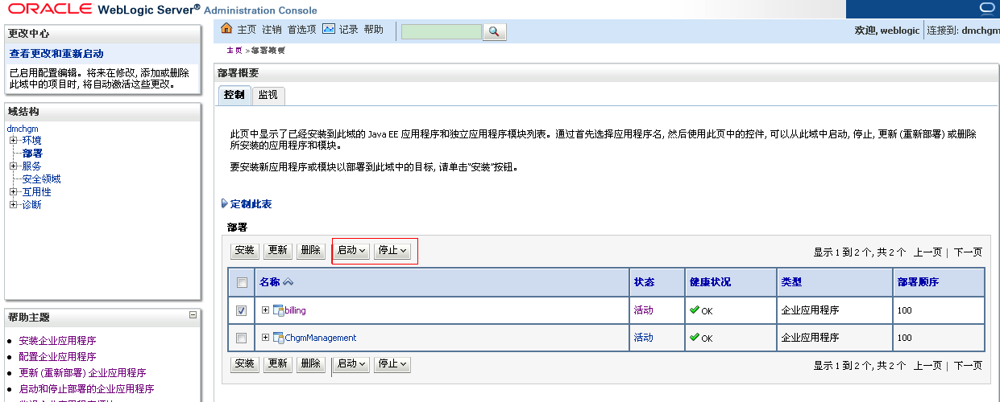 ORACLE WebLogic Server® Administration Console
更改中心
查看更改和重新启动
已启用配置编辑。将来在修改, 添加或删除
此域中的项目时, 将自动激活这些更改。
域结构
dmchgm
环境
部署
服务
安全领域
互用性
诊断
帮助主题
安装企业应用程序
配置企业应用程序
更新 (重新部署) 企业应用程序
启动和停止部署的企业应用程序
主页 注销 首选项 记录 帮助
欢迎, weblogic 连接到: dmchgm
主页 >部署概要
部署概要
控制 监视
此页中显示了已经安装到此域的 Java EE 应用程序和独立应用程序模块列表。通过首先选择应用程序名, 然后使用此页中的控件, 可以从此域中启动, 停止, 更新 (重新部署) 或删除
所安装的应用程序和模块。
要安装新应用程序或模块以部署到此域中的目标, 请单击“安装”按钮。
定制此表
部署
安装 更新 删除 启动 停止 显示 1 到 2 个, 共 2 个 上一页 | 下一页
名称 状态 健康状况 类型 部署顺序
billing 活动 OK 企业应用程序 100
ChgmManagement 活动 OK 企业应用程序 100
安装 更新 删除 启动 停止 显示 1 到 2 个, 共 2 个 上一页 | 下一页